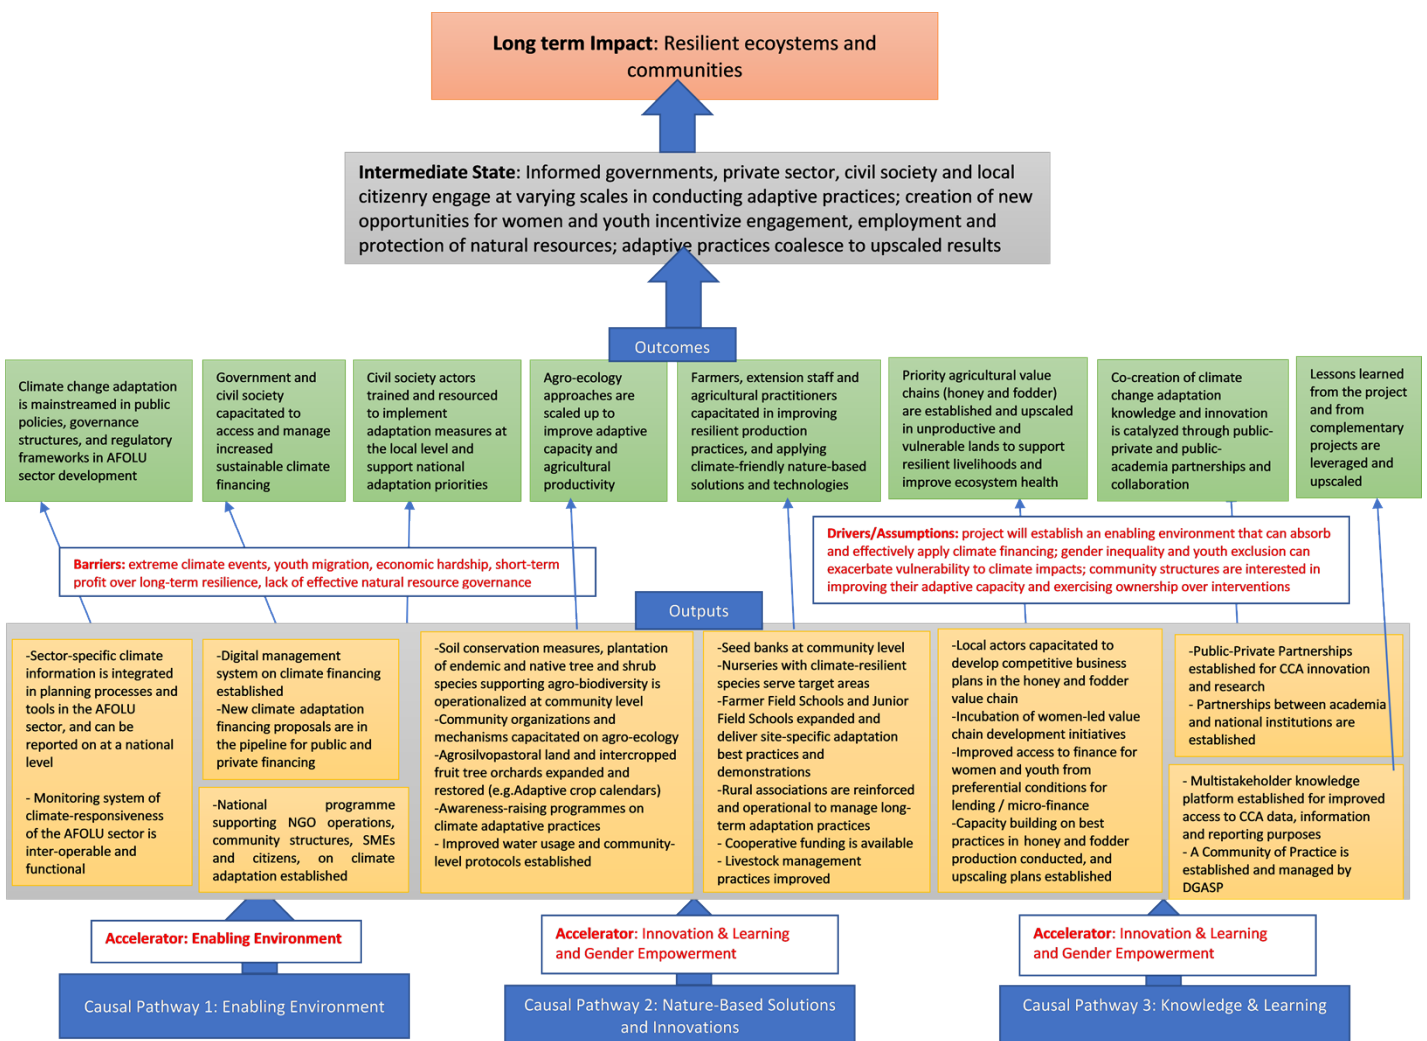 Long term Impact: Resilient ecoystems and
communities
Intermediate State: Informed governments, private sector, civil society and local
citizenry engage at varying scales in conducting adaptive practices; creation of new
opportunities for women and youth incentivize engagement, employment and
protection of natural resources; adaptive practices coalesce to upscaled results
Outcomes
Climate change adaptation
is mainstreamed in public
policies, governance
structures, and regulatory
frameworks in AFOLU
sector development
Government and
civil society
capacitated to
access and manage
increased
sustainable climate
financing
Civil society actors
trained and resourced
to implement
adaptation measures at
the local level and
support national
adaptation priorities
Agro-ecology
approaches are
scaled up to
improve adaptive
capacity and
agricultural
productivity
Farmers, extension staff and
agricultural practitioners
capacitated in improving
resilient production
practices, and applying
climate-friendly nature-based
solutions and technologies
Priority agricultural value
chains (honey and fodder)
are established and upscaled
in unproductive and
vulnerable lands to support
resilient livelihoods and
improve ecosystem health
Co-creation of climate
change adaptation
knowledge and innovation
is catalyzed through public-
private and public-
academia partnerships and
collaboration
Lessons learned
from the project
and from
complementary
projects are
leveraged and
upscaled
Barriers: extreme climate events, youth migration, economic hardship, short-term
profit over long-term resilience, lack of effective natural resource governance
Drivers/Assumptions: project will establish an enabling environment that can absorb
and effectively apply climate financing; gender inequality and youth exclusion can
exacerbate vulnerability to climate impacts; community structures are interested in
improving their adaptive capacity and exercising ownership over interventions
Outputs
-Sector-specific climate
information is integrated
in planning processes and
tools in the AFOLU
sector, and can be
reported on at a national
level
- Monitoring system of
climate-responsiveness
of the AFOLU sector is
inter-operable and
functional
-Digital management
system on climate financing
established
-New climate adaptation
financing proposals are in
the pipeline for public and
private financing
-National programme
supporting NGO operations,
community structures, SMEs
and citizens, on climate
adaptation established
-Soil conservation measures, plantation
of endemic and native tree and shrub
species supporting agro-biodiversity is
operationalized at community level
-Community organizations and
mechanisms capacitated on agro-ecology
-Agrosilvopastoral land and intercropped
fruit tree orchards expanded and
restored (e.g.Adaptive crop calendars)
-Awareness-raising programmes on
climate adaptive practices
- Improved water usage and community-
level protocols established
-Seed banks at community level
-Nurseries with climate-resilient
species serve target areas
-Farmer Field Schools and Junior
Field Schools expanded and
deliver site-specific adaptation
best practices and
demonstrations
-Rural associations are reinforced
and operational to manage long-
term adaptation practices
- Cooperative funding is available
- Livestock management
practices improved
-Local actors capacitated to
develop competitive business
plans in the honey and fodder
value chain
-Incubation of women-led value
chain development initiatives
-Improved access to finance for
women and youth from
preferential conditions for
lending / micro-finance
-Capacity building on best
practices in honey and fodder
production conducted, and
upscaling plans established
-Public-Private Partnerships
established for CCA innovation
and research
- Partnerships between academia
and national institutions are
established
- Multistakeholder knowledge
platform established for improved
access to CCA data, information
and reporting purposes
- A Community of Practice is
established and managed by
DGASP
Accelerator: Enabling Environment
Accelerator: Innovation & Learning
and Gender Empowerment
Accelerator: Innovation & Learning
and Gender Empowerment
Causal Pathway 1: Enabling Environment
Causal Pathway 2: Nature-Based Solutions
and Innovations
Causal Pathway 3: Knowledge & Learning